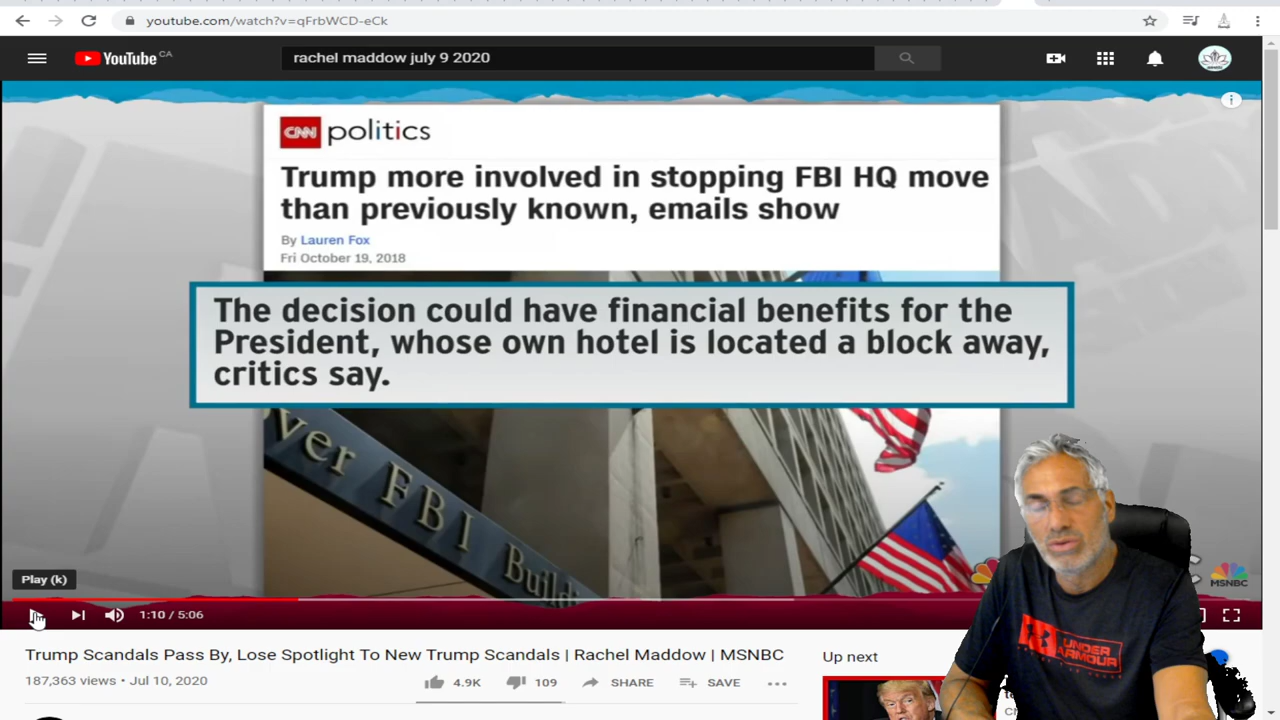 youtube.com/watch?v=qFrbWCD-eCk
YouTube CA
rachel maddow july 9 2020
CNN politics
Trump more involved in stopping FBI HQ move
than previously known, emails show
By Lauren Fox
Fri October 19, 2018
The decision could have financial benefits for the
President, whose own hotel is located a block away,
critics say.
ver FBI Buildi
Play (k)
MSNBC
1:10 / 5:06
UNDER
ARMOUR
Trump Scandals Pass By, Lose Spotlight To New Trump Scandals | Rachel Maddow | MSNBC
Up next
187,363 views • Jul 10, 2020
4.9K
109
SHARE
SAVE